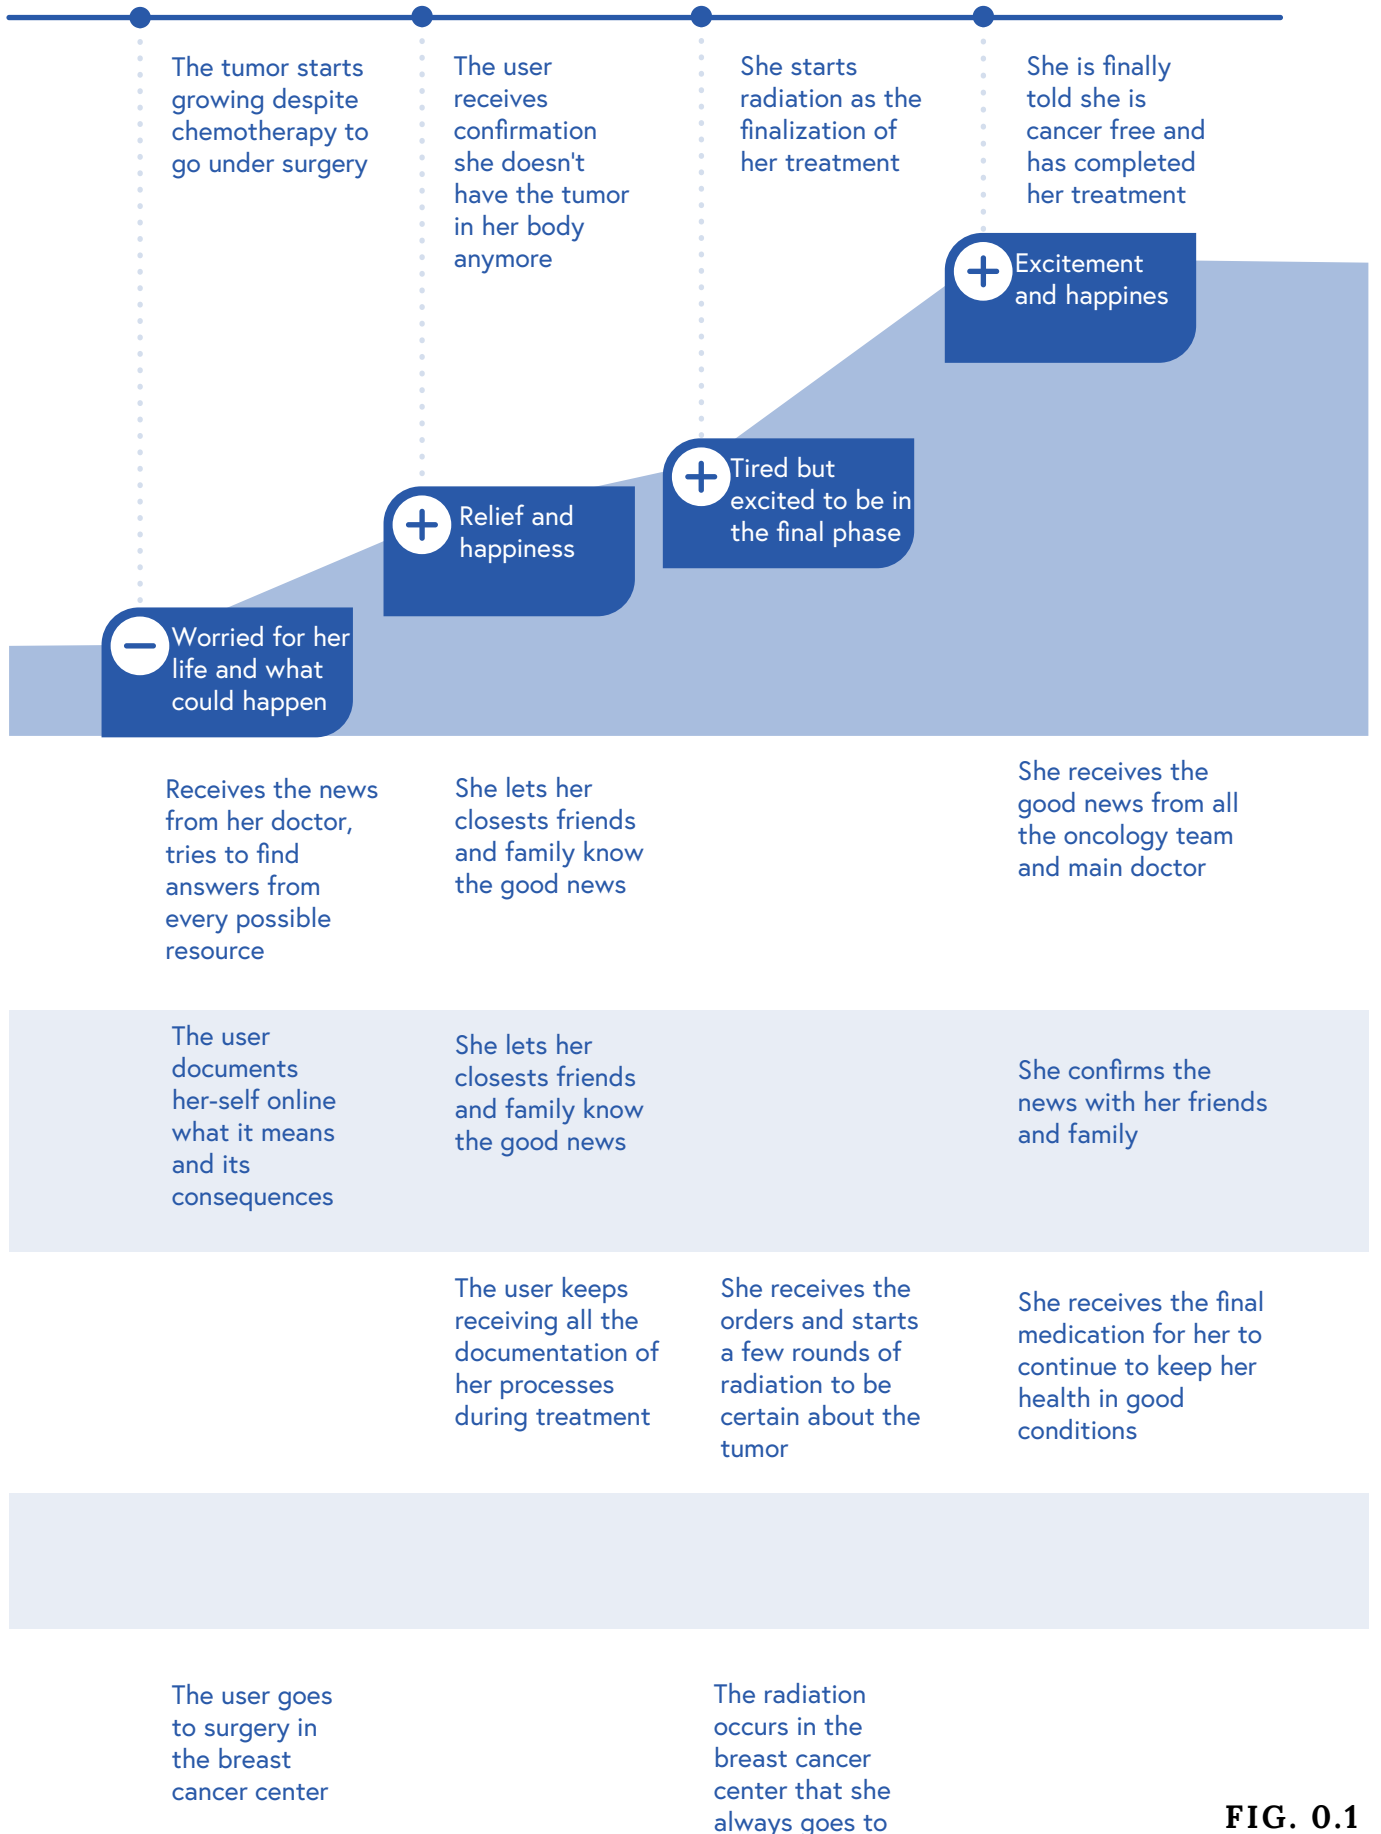 The tumor starts
growing despite
chemotherapy to
go under surgery
The user
receives
confirmation
she doesn't
have the tumor
in her body
anymore
She starts
radiation as the
finalization of
her treatment
She is finally
told she is
cancer free and
has completed
her treatment
Excitement
and happines
Tired but
excited to be in
the final phase
Relief and
happiness
Worried for her
life and what
could happen
Receives the news
from her doctor,
tries to find
answers from
every possible
resource
She lets her
closests friends
and family know
the good news
She receives the
good news from all
the oncology team
and main doctor
The user
documents
her-self online
what it means
and its
consequences
She lets her
closests friends
and family know
the good news
She confirms the
news with her friends
and family
The user keeps
receiving all the
documentation of
her processes
during treatment
She receives the
orders and starts
a few rounds of
radiation to be
certain about the
tumor
She receives the final
medication for her to
continue to keep her
health in good
conditions
The user goes
to surgery in
the breast
cancer center
The radiation
occurs in the
breast cancer
center that she
always goes to
FIG. 0.1